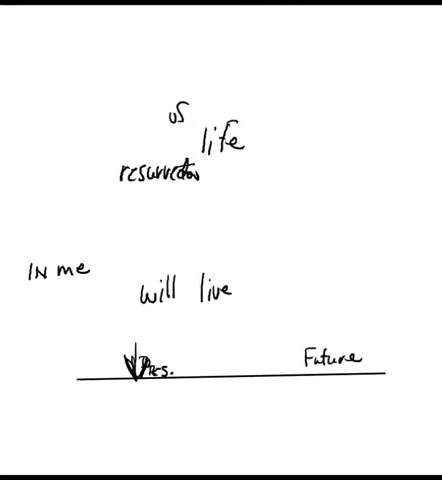 us
life
resurrection
IN me
will live
Pres. Future